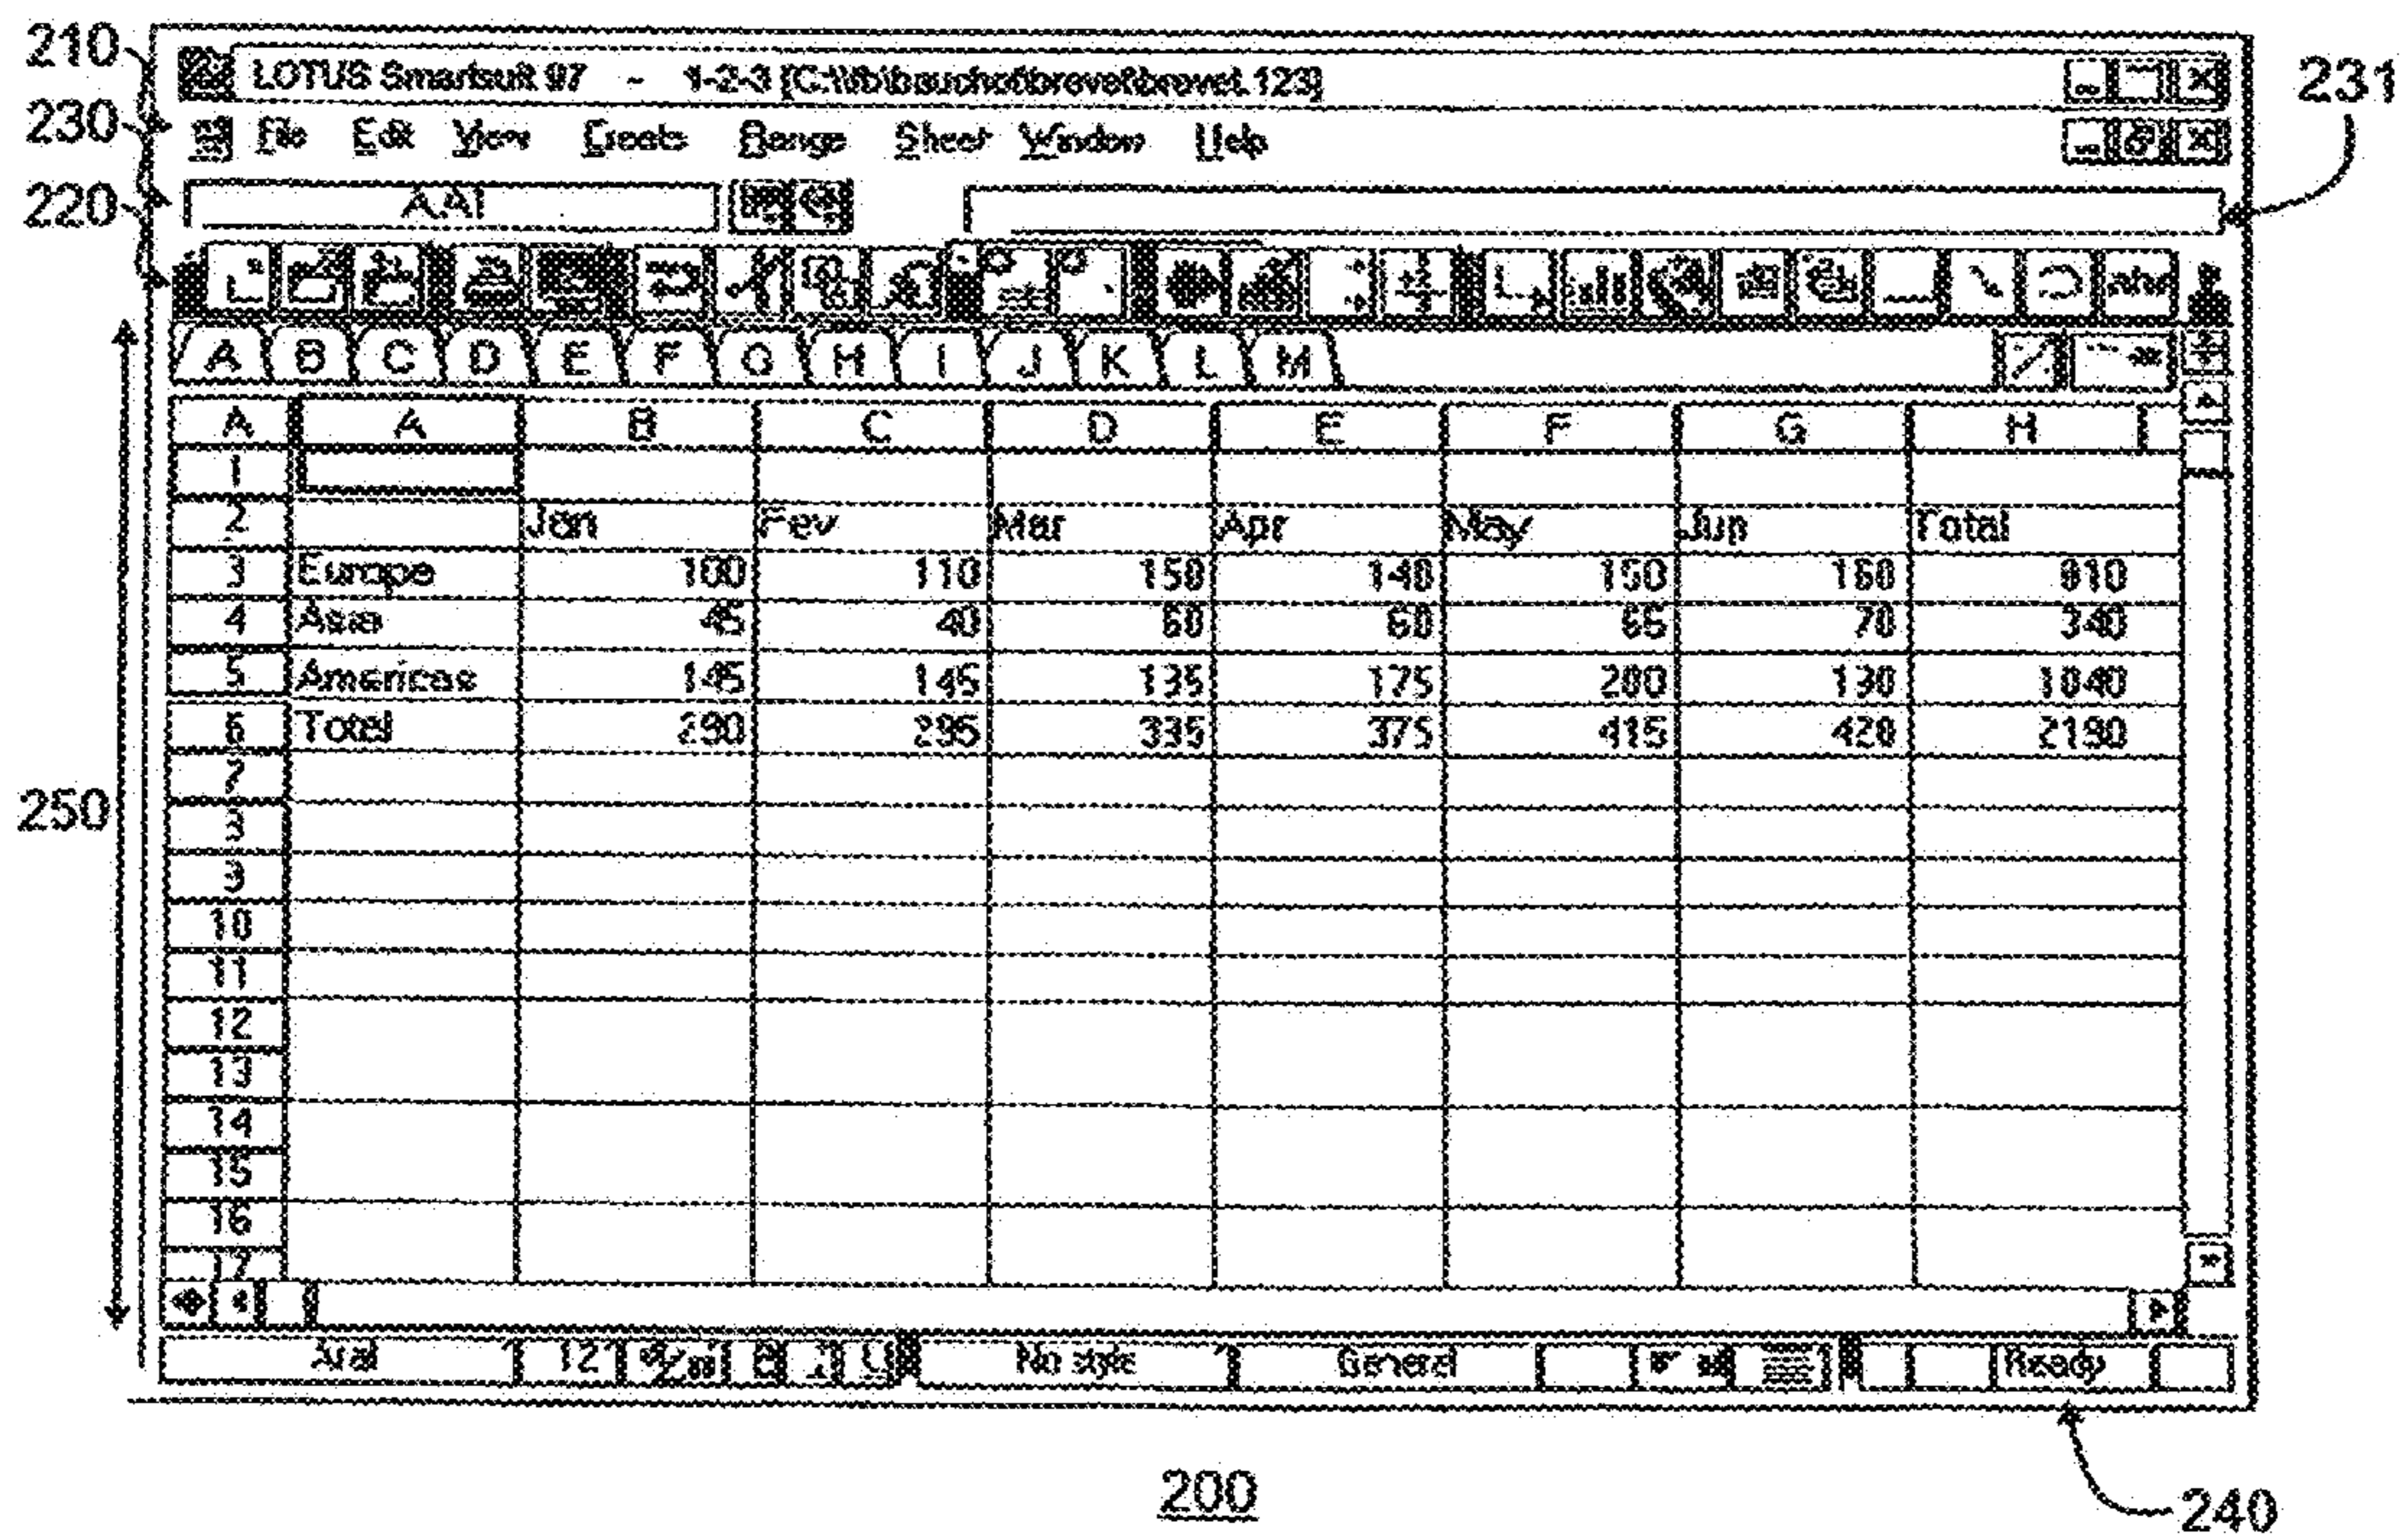 210
230
220
231
250
LOTUS Smartsuit 97 - 1-2-3
File Edit View Create Range Sheet Window Help
A:A1
abc
A B C D E F G H I J K L M
A A B C D E F G H
1
2 Jan Fev Mar Apr May Jun Total
3 Europe 100 110 150 140 150 160 810
4 Asia 45 40 60 60 65 70 340
5 Americas 145 145 135 175 200 190 1040
6 Total 290 295 335 375 415 420 2190
7
8
9
10
11
12
13
14
15
16
17
Arial 12 B I U No style General Ready
200
240